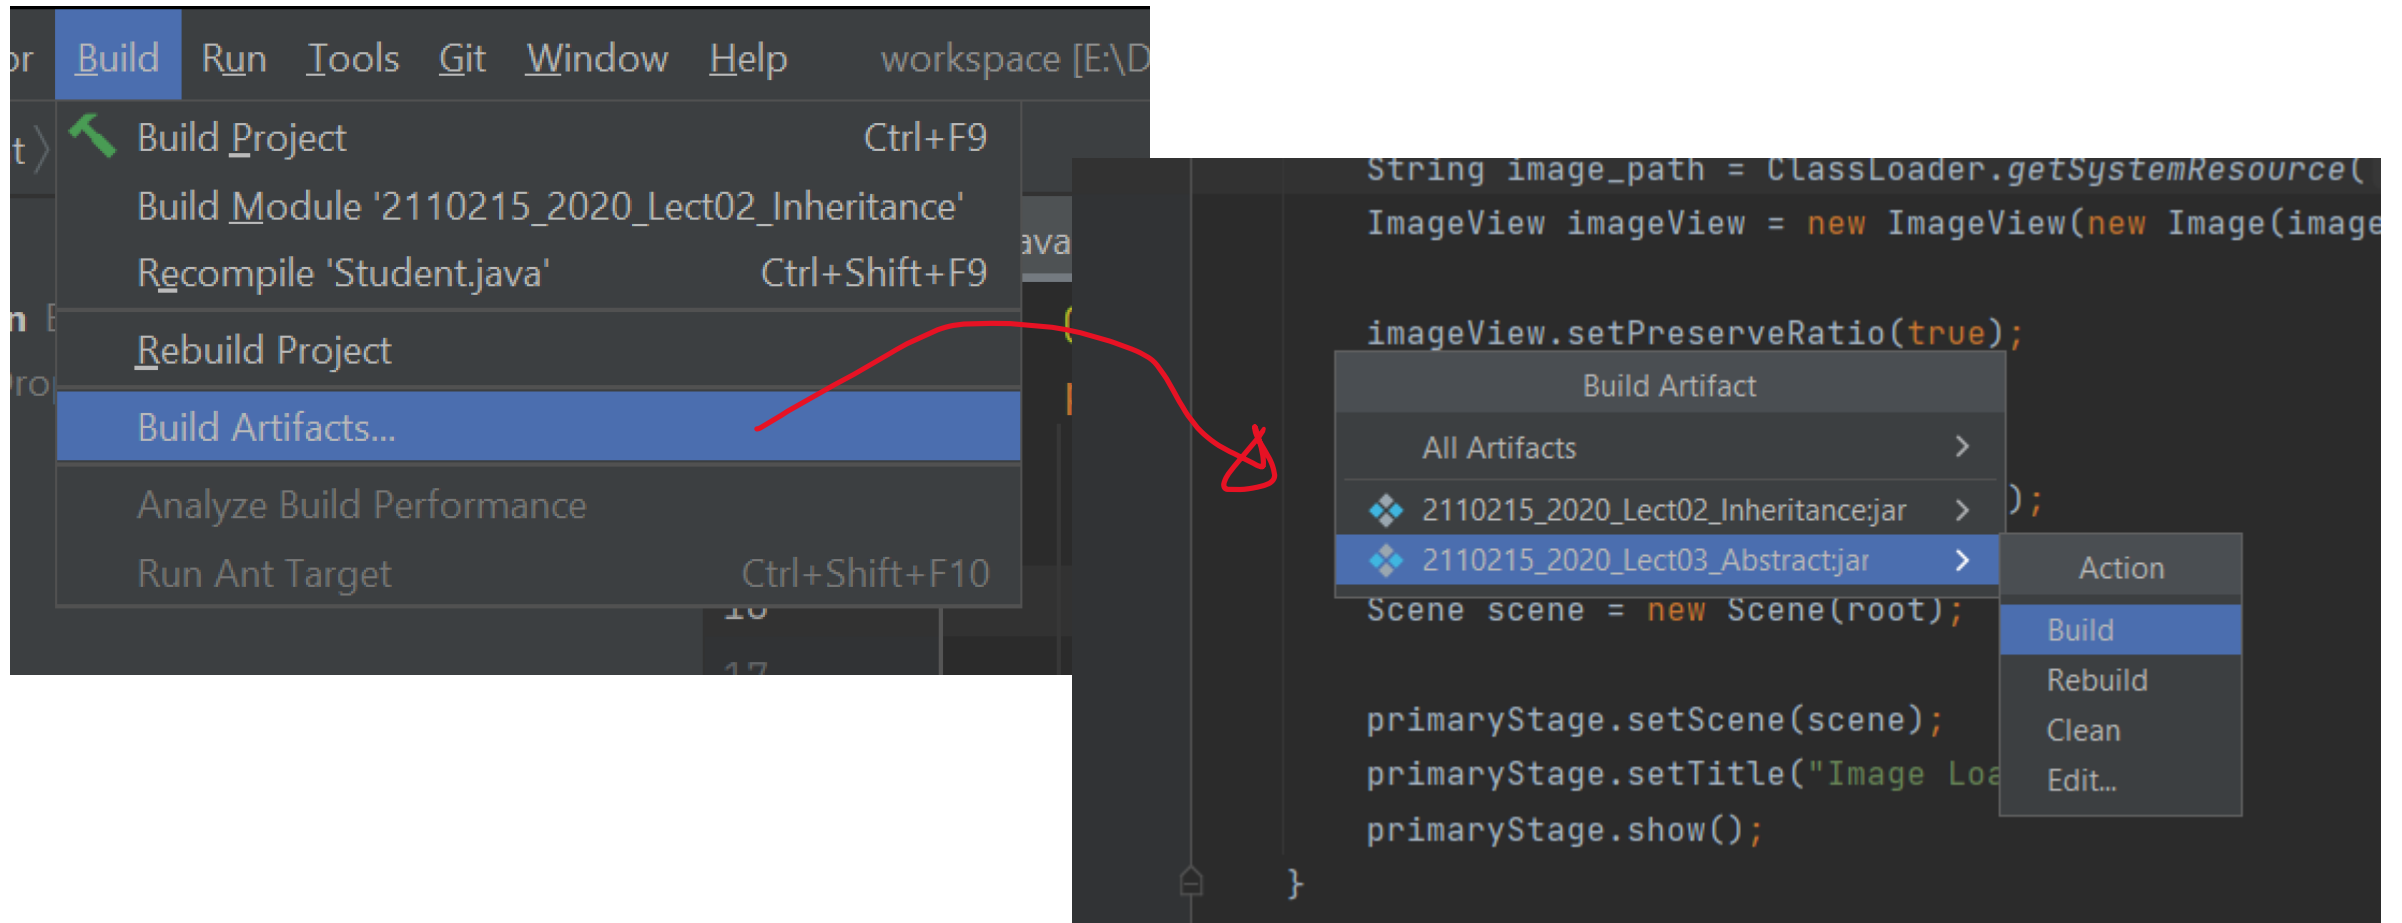 or Build Run Tools Git Window Help workspace [E:\D
t
Build Project Ctrl+F9
Build Module '2110215_2020_Lect02_Inheritance'
Recompile 'Student.java' Ctrl+Shift+F9
ava
n
Rebuild Project
Build Artifacts...
Analyze Build Performance
Run Ant Target Ctrl+Shift+F10
17
String image_path = ClassLoader.getSystemResource(
ImageView imageView = new ImageView(new Image(image
imageView.setPreserveRatio(true);
Build Artifact
All Artifacts
2110215_2020_Lect02_Inheritance:jar
);
2110215_2020_Lect03_Abstract:jar
Action
Build
Rebuild
Clean
Edit...
Scene scene = new Scene(root);
primaryStage.setScene(scene);
primaryStage.setTitle("Image Loa
primaryStage.show();
}